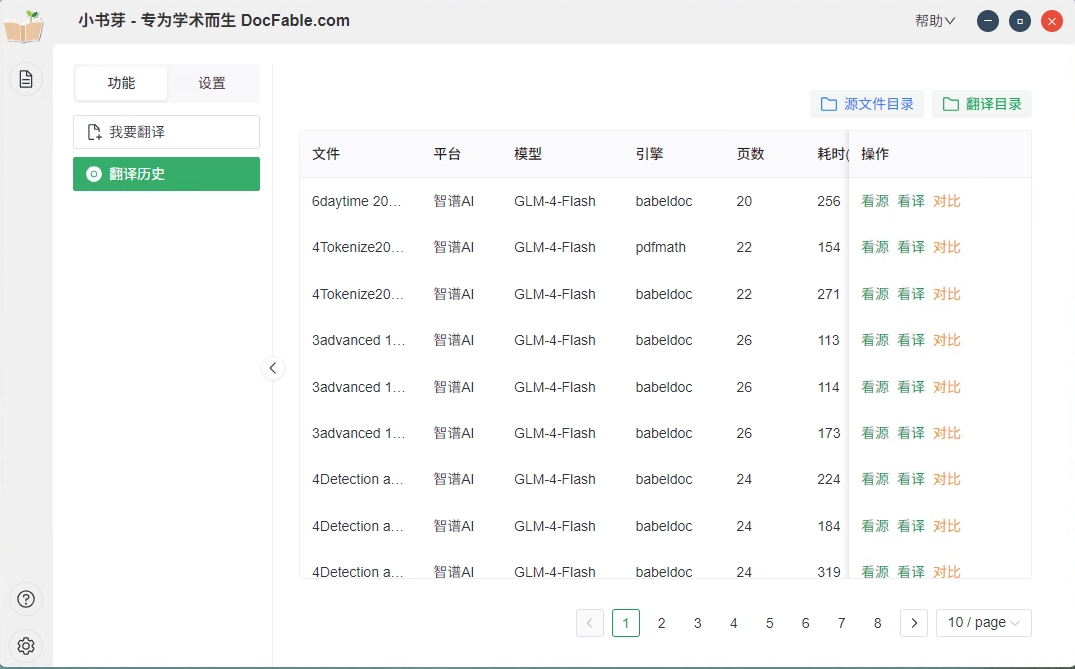 小书芽 - 专为学术而生 DocFable.com
帮助
功能 设置
我要翻译
翻译历史
源文件目录 翻译目录
文件 平台 模型 引擎 页数 耗时( 操作
6daytime 20... 智谱AI GLM-4-Flash babeldoc 20 256 看源 看译 对比
4Tokenize20... 智谱AI GLM-4-Flash pdfmath 22 154 看源 看译 对比
4Tokenize20... 智谱AI GLM-4-Flash babeldoc 22 271 看源 看译 对比
3advanced 1... 智谱AI GLM-4-Flash babeldoc 26 113 看源 看译 对比
3advanced 1... 智谱AI GLM-4-Flash babeldoc 26 114 看源 看译 对比
3advanced 1... 智谱AI GLM-4-Flash babeldoc 26 173 看源 看译 对比
4Detection a... 智谱AI GLM-4-Flash babeldoc 24 224 看源 看译 对比
4Detection a... 智谱AI GLM-4-Flash babeldoc 24 184 看源 看译 对比
4Detection a... 智谱AI GLM-4-Flash babeldoc 24 319 看源 看译 对比
1 2 3 4 5 6 7 8 10 / page